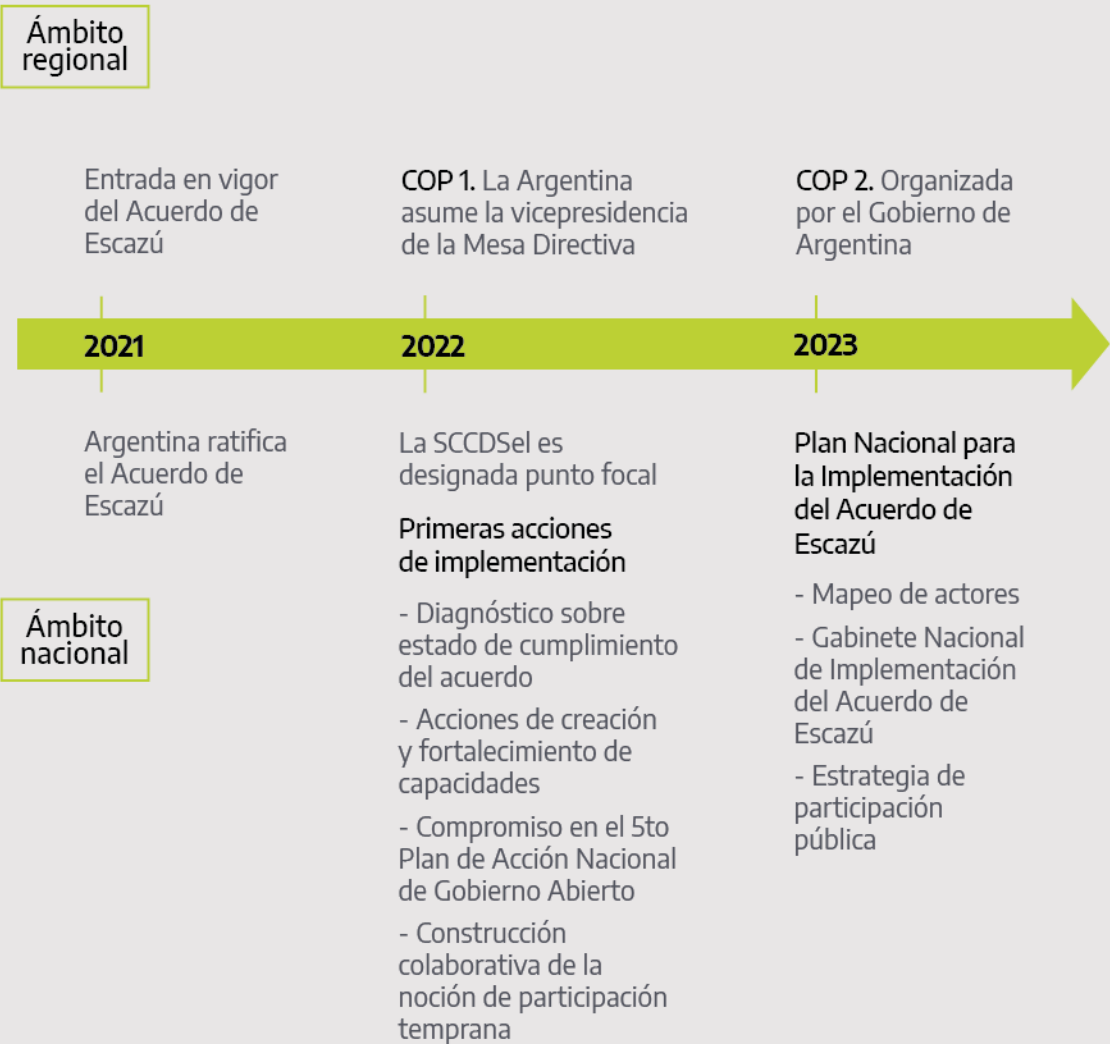 Ámbito
regional
Entrada en vigor
del Acuerdo de
Escazú
COP 1. La Argentina
asume la vicepresidencia
de la Mesa Directiva
COP 2. Organizada
por el Gobierno de
Argentina
2021
2022
2023
Ámbito
nacional
Argentina ratifica
el Acuerdo de
Escazú
La SCCDSeI es
designada punto focal
Primeras acciones
de implementación
- Diagnóstico sobre
estado de cumplimiento
del acuerdo
- Acciones de creación
y fortalecimiento de
capacidades
- Compromiso en el 5to
Plan de Acción Nacional
de Gobierno Abierto
- Construcción
colaborativa de la
noción de participación
temprana
Plan Nacional para
la Implementación
del Acuerdo de
Escazú
- Mapeo de actores
- Gabinete Nacional
de Implementación
del Acuerdo de
Escazú
- Estrategia de
participación
pública